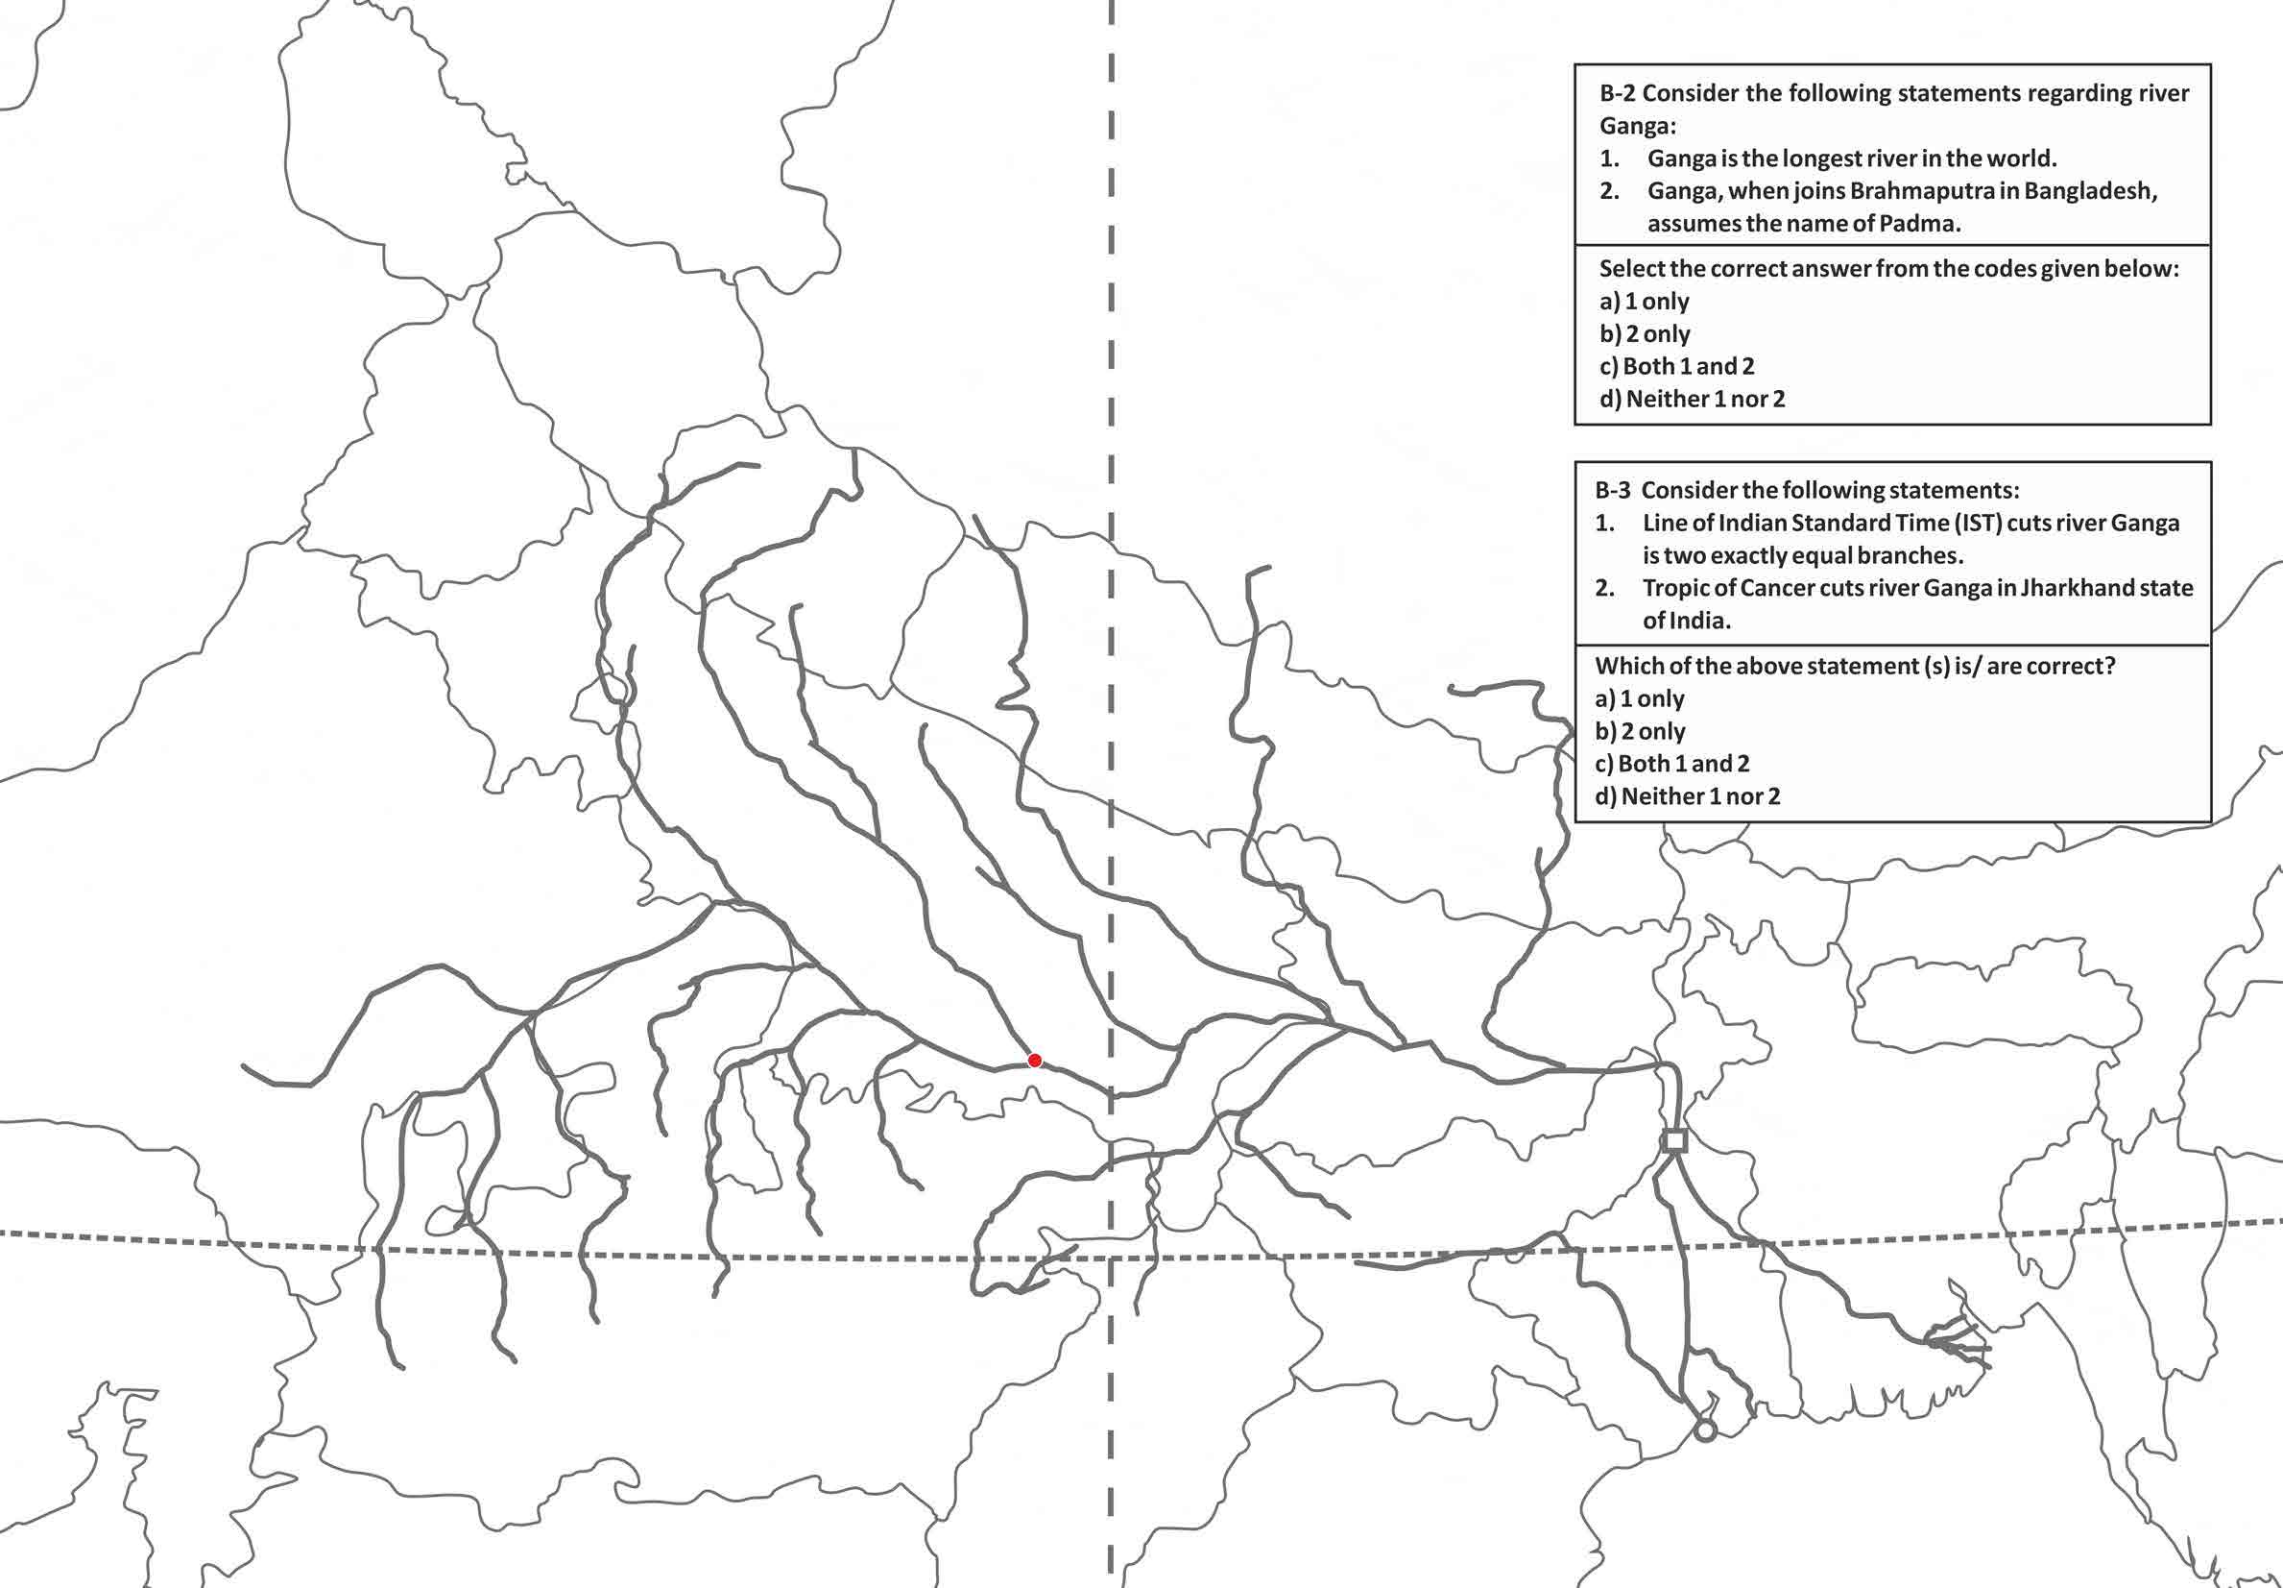 B-2 Consider the following statements regarding river
Ganga:
1. Ganga is the longest river in the world.
2. Ganga, when joins Brahmaputra in Bangladesh,
assumes the name of Padma.
Select the correct answer from the codes given below:
a) 1 only
b) 2 only
c) Both 1 and 2
d) Neither 1 nor 2
B-3 Consider the following statements:
1. Line of Indian Standard Time (IST) cuts river Ganga
is two exactly equal branches.
2. Tropic of Cancer cuts river Ganga in Jharkhand state
of India.
Which of the above statement (s) is/ are correct?
a) 1 only
b) 2 only
c) Both 1 and 2
d) Neither 1 nor 2